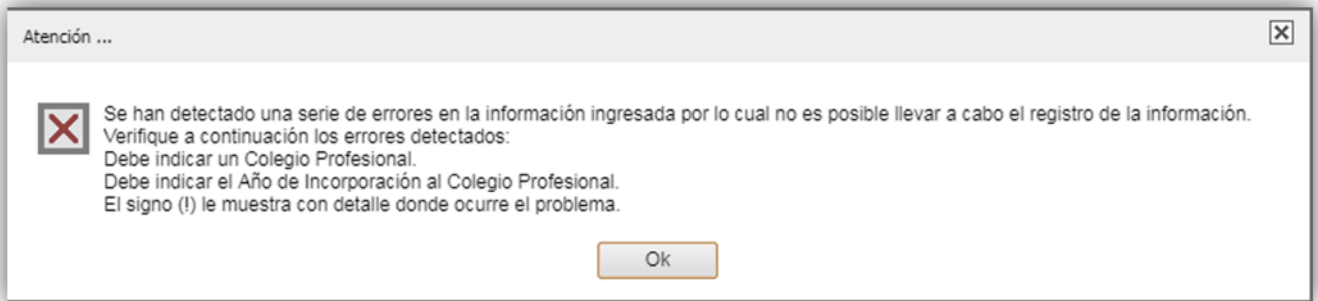 Atención ...
Se han detectado una serie de errores en la información ingresada por lo cual no es posible llevar a cabo el registro de la información.
Verifique a continuación los errores detectados:
Debe indicar un Colegio Profesional.
Debe indicar el Año de Incorporación al Colegio Profesional.
El signo (!) le muestra con detalle donde ocurre el problema.
Ok